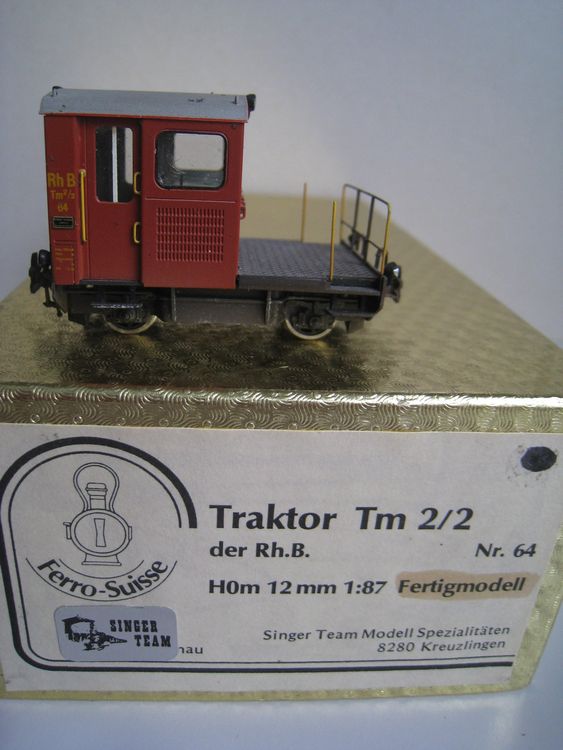 Rh B
Tm 2/2
64
Traktor Tm 2/2
der Rh.B. Nr. 64
H0m 12 mm 1:87 Fertigmodell
Ferro-Suisse
SINGER
TEAM
Singer Team Modell Spezialitäten
8280 Kreuzlingen